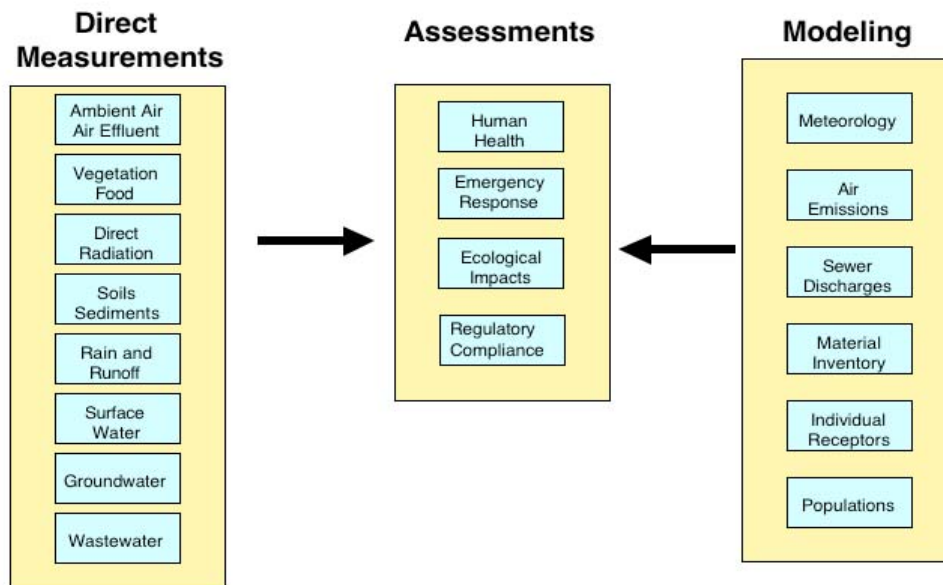 Direct
Measurements
Ambient Air
Air Effluent
Vegetation
Food
Direct
Radiation
Soils
Sediments
Rain and
Runoff
Surface
Water
Groundwater
Wastewater
Assessments
Human
Health
Emergency
Response
Ecological
Impacts
Regulatory
Compliance
Modeling
Meteorology
Air
Emissions
Sewer
Discharges
Material
Inventory
Individual
Receptors
Populations